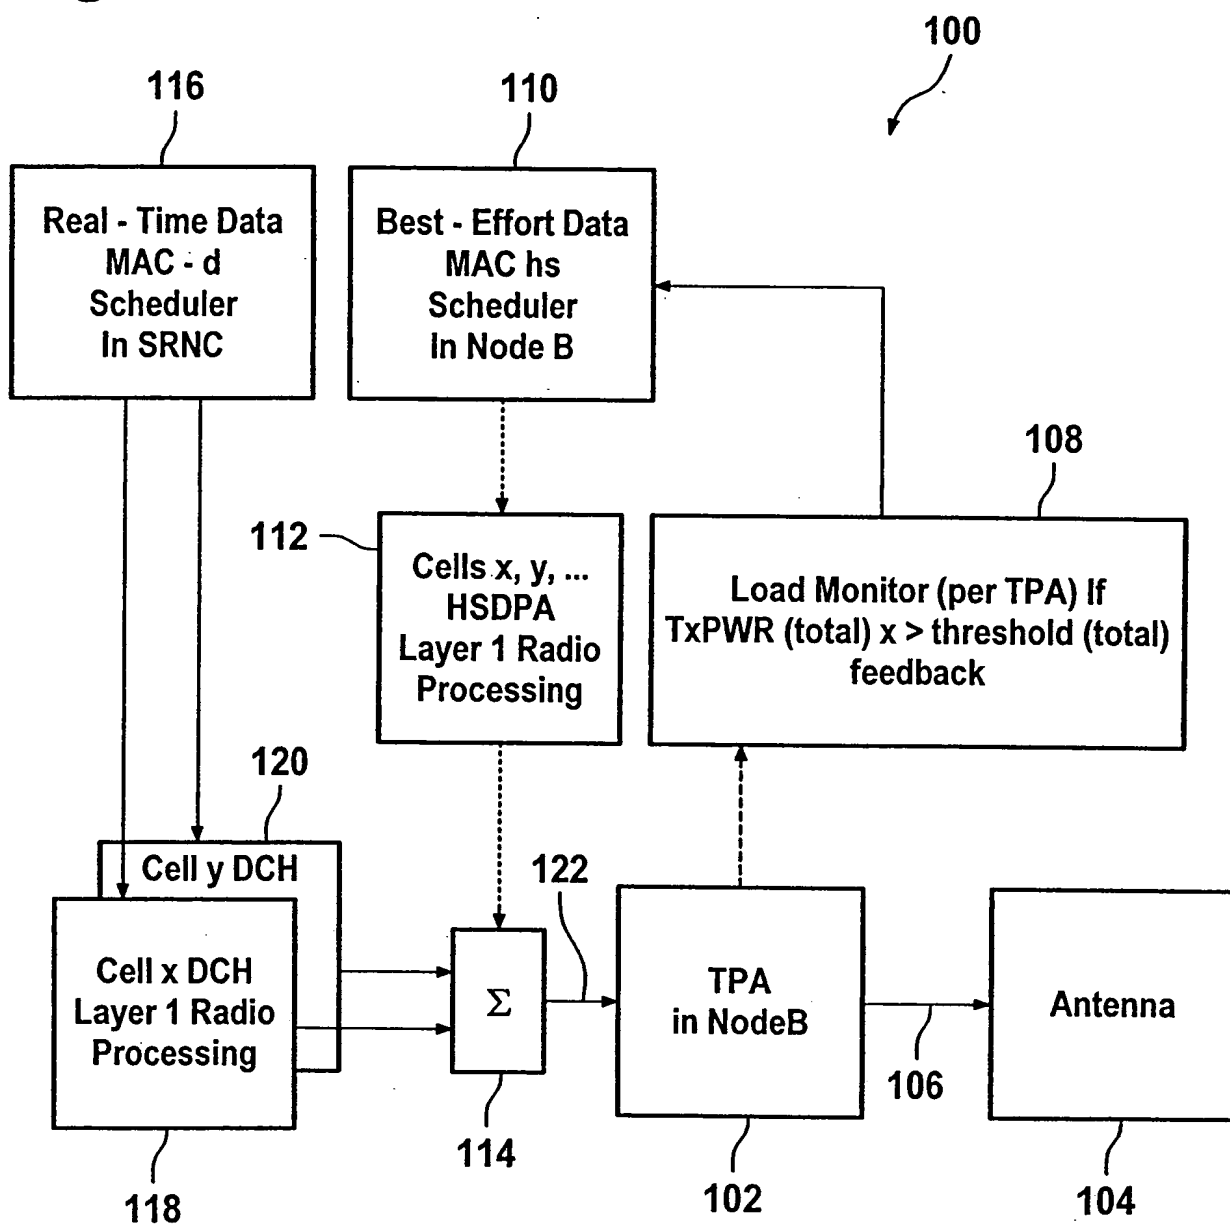 100
116
110
Real - Time Data
MAC - d
Scheduler
In SRNC
Best - Effort Data
MAC hs
Scheduler
In Node B
108
112
Cells x, y, ...
HSDPA
Layer 1 Radio
Processing
Load Monitor (per TPA) If
TxPWR (total) x > threshold (total)
feedback
120
Cell y DCH
122
Cell x DCH
Layer 1 Radio
Processing
Σ
TPA
in NodeB
Antenna
106
114
118
102
104